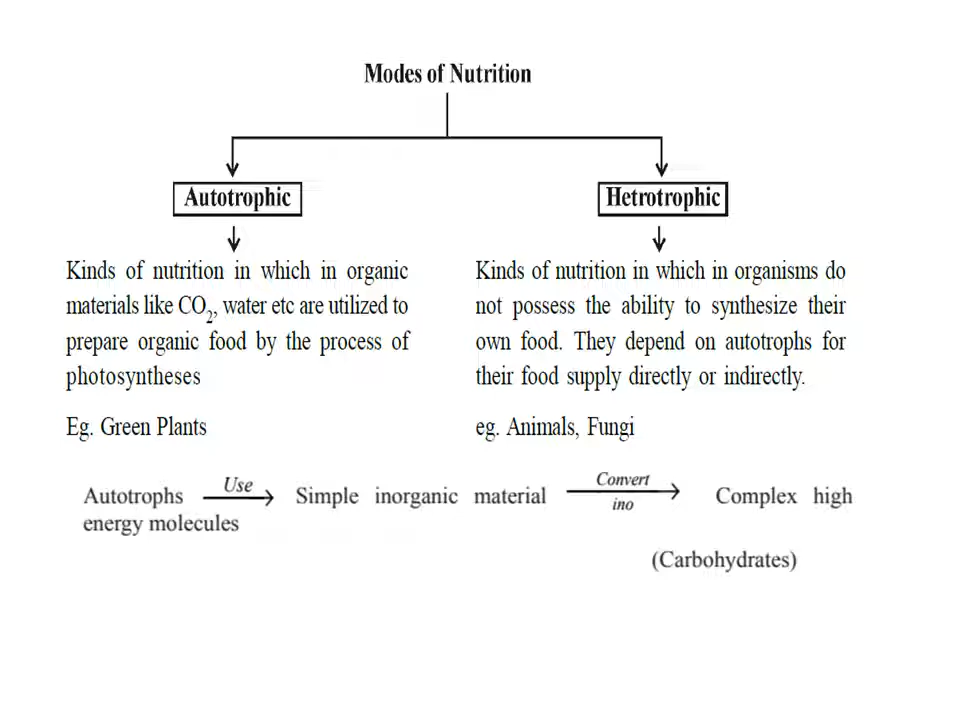 Modes of Nutrition
Autotrophic
Kinds of nutrition in which in organic
materials like CO2, water etc are utilized to
prepare organic food by the process of
photosyntheses
Eg. Green Plants
Hetrotrophic
Kinds of nutrition in which in organisms do
not possess the ability to synthesize their
own food. They depend on autotrophs for
their food supply directly or indirectly.
eg. Animals, Fungi
Autotrophs Use Simple inorganic material Convert ino Complex high
energy molecules
(Carbohydrates)